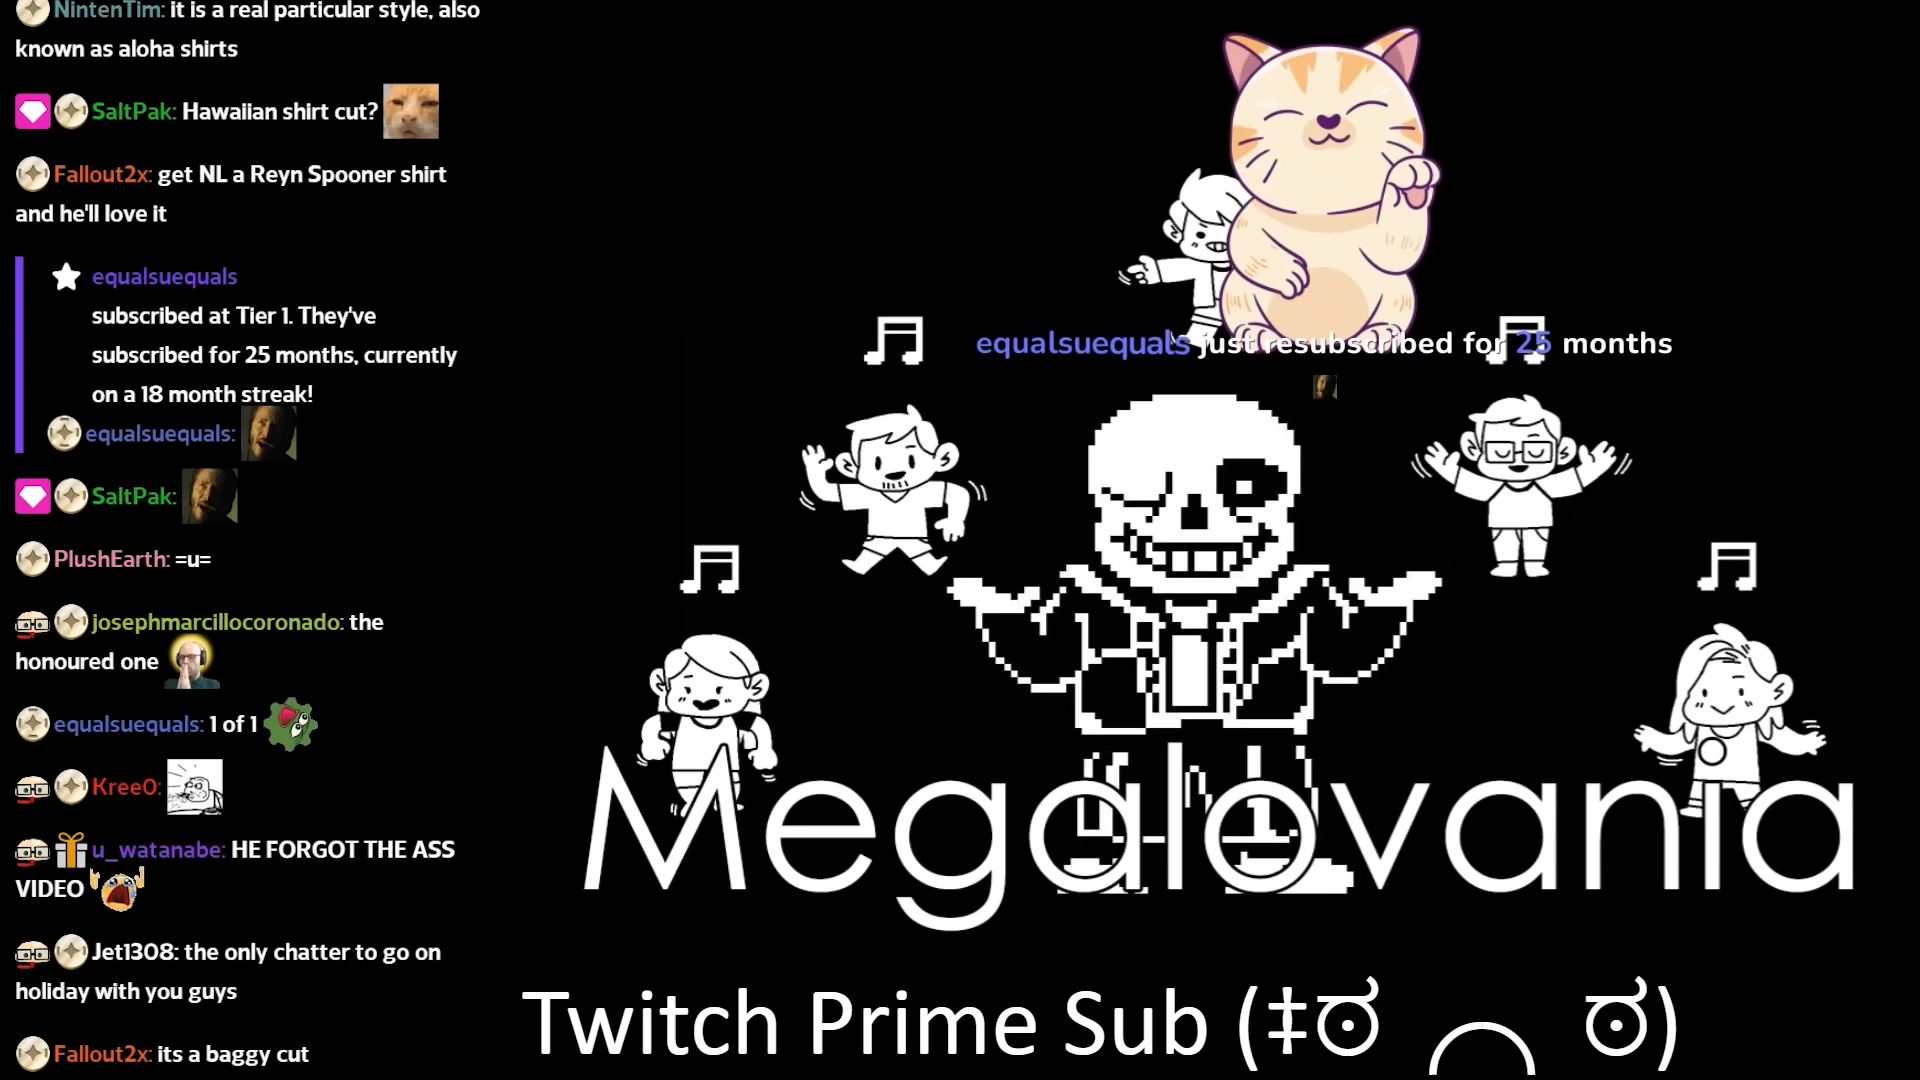 NintenTim: it is a real particular style, also
known as aloha shirts
SaltPak: Hawaiian shirt cut?
Fallout2x: get NL a Reyn Spooner shirt
and he'll love it
equalsuequals
subscribed at Tier 1. They've
subscribed for 25 months, currently
on a 18 month streak!
equalsuequals:
SaltPak:
PlushEarth: =u=
josephmarcillocoronado: the
honoured one
equalsuequals: 1 of 1
KreeO:
u_watanabe: HE FORGOT THE ASS
VIDEO
Jet1308: the only chatter to go on
holiday with you guys
Fallout2x: its a baggy cut
equalsuequals just resubscribed for 25 months
Megalovania
Twitch Prime Sub (‡ಠ ︵ ಠ)